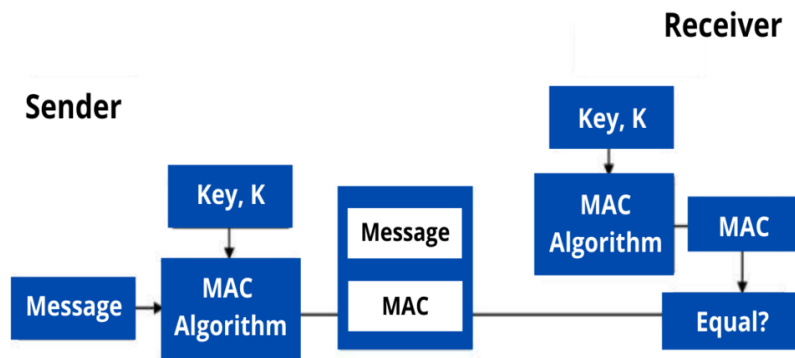 Receiver
Sender
Key, K
Key, K
MAC
Algorithm
MAC
Message
MAC
Message
MAC
Algorithm
Equal?